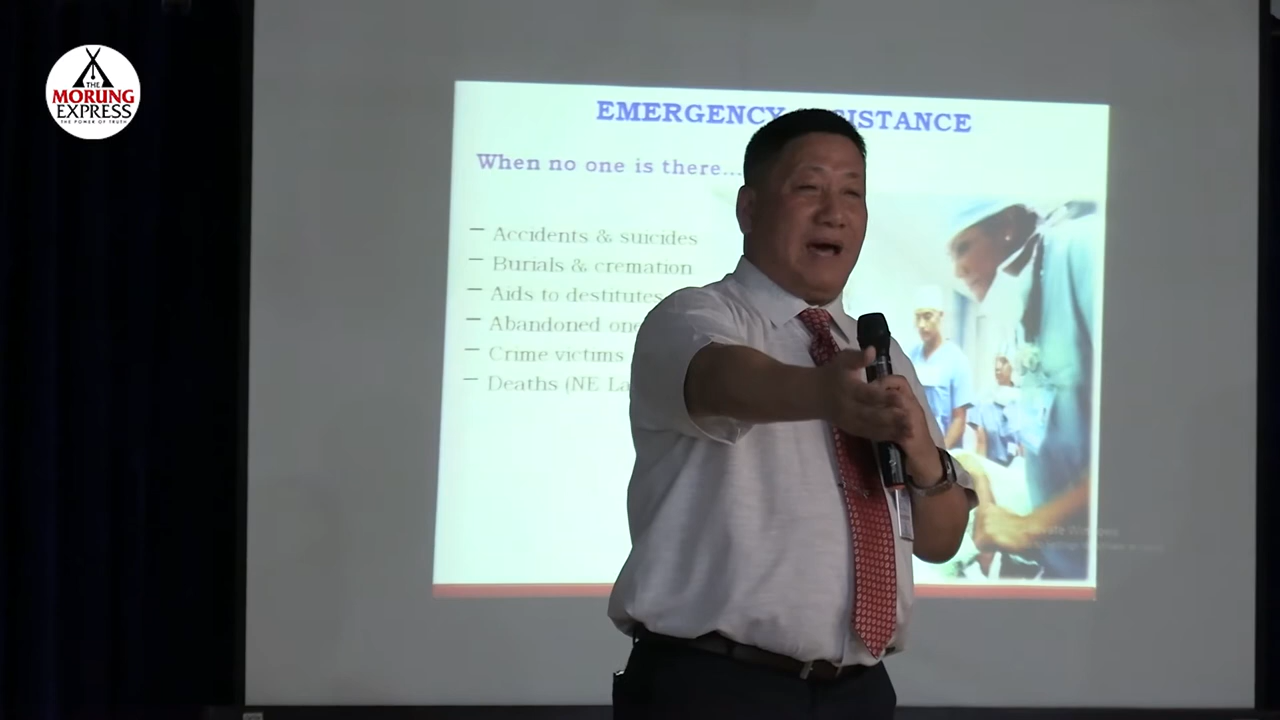 THE
MORUNG
EXPRESS
THE POWER OF TRUTH
EMERGENCY
When no one is there...
– Accidents & suicides
– Burials & cremation
– Aids to destitutes
– Abandoned
– Crime victims
– Deaths (NE